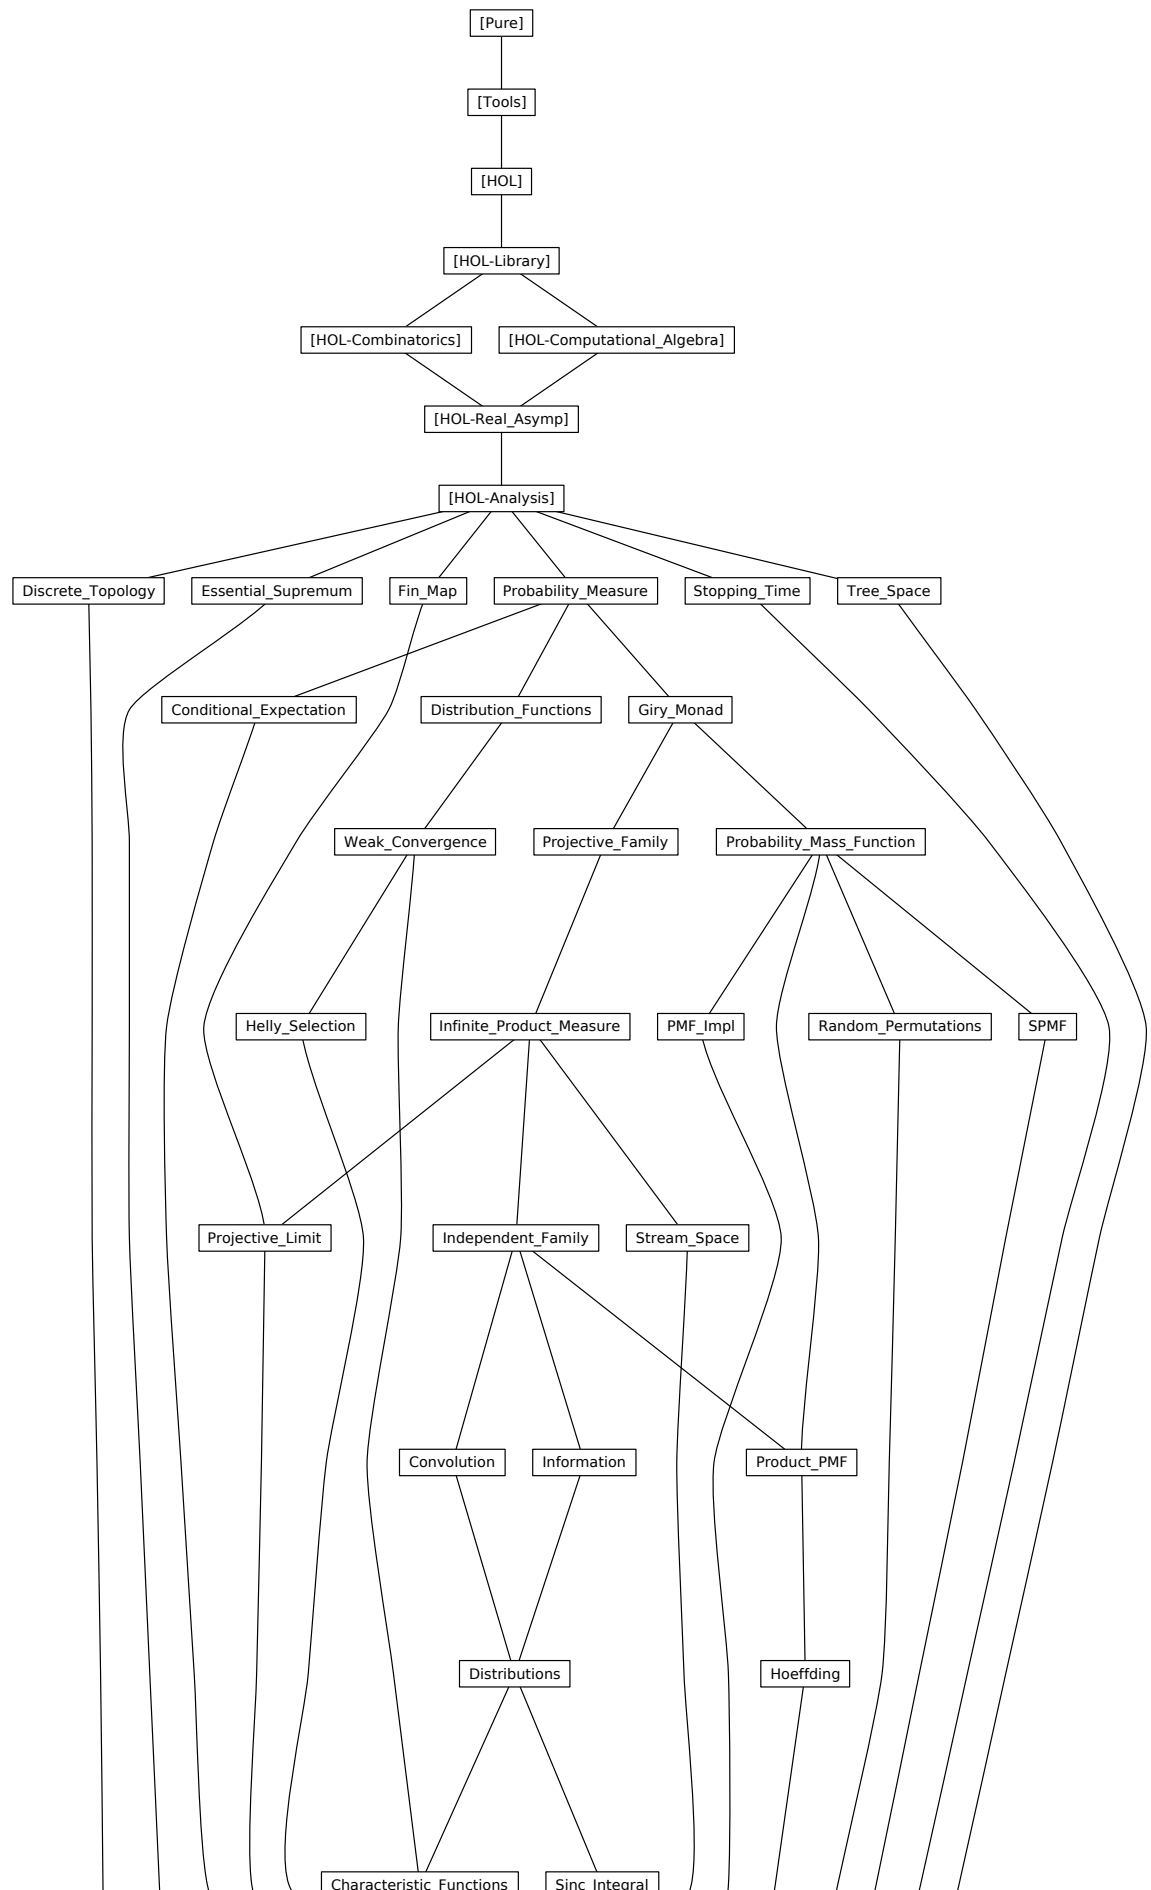 [Pure]
[Tools]
[HOL]
[HOL-Library]
[HOL-Combinatorics]
[HOL-Computational_Algebra]
[HOL-Real_Asymp]
[HOL-Analysis]
Discrete_Topology
Essential_Supremum
Fin_Map
Probability_Measure
Stopping_Time
Tree_Space
Conditional_Expectation
Distribution_Functions
Giry_Monad
Weak_Convergence
Projective_Family
Probability_Mass_Function
Helly_Selection
Infinite_Product_Measure
PMF_Impl
Random_Permutations
SPMF
Projective_Limit
Independent_Family
Stream_Space
Convolution
Information
Product_PMF
Distributions
Hoeffding
Characteristic_Functions
Sinc_Integral